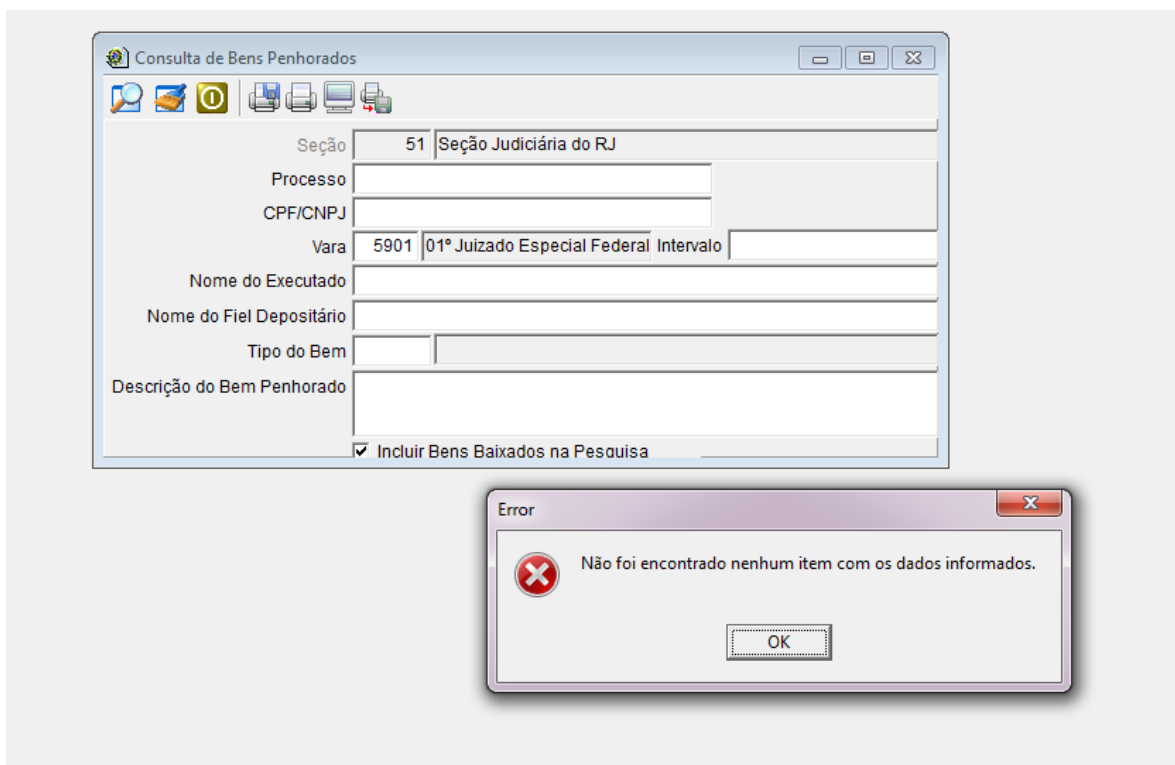 Consulta de Bens Penhorados
Seção 51 Seção Judiciária do RJ
Processo
CPF/CNPJ
Vara 5901 01º Juizado Especial Federal Intervalo
Nome do Executado
Nome do Fiel Depositário
Tipo do Bem
Descrição do Bem Penhorado
Incluir Bens Baixados na Pesquisa
Error
Não foi encontrado nenhum item com os dados informados.
OK